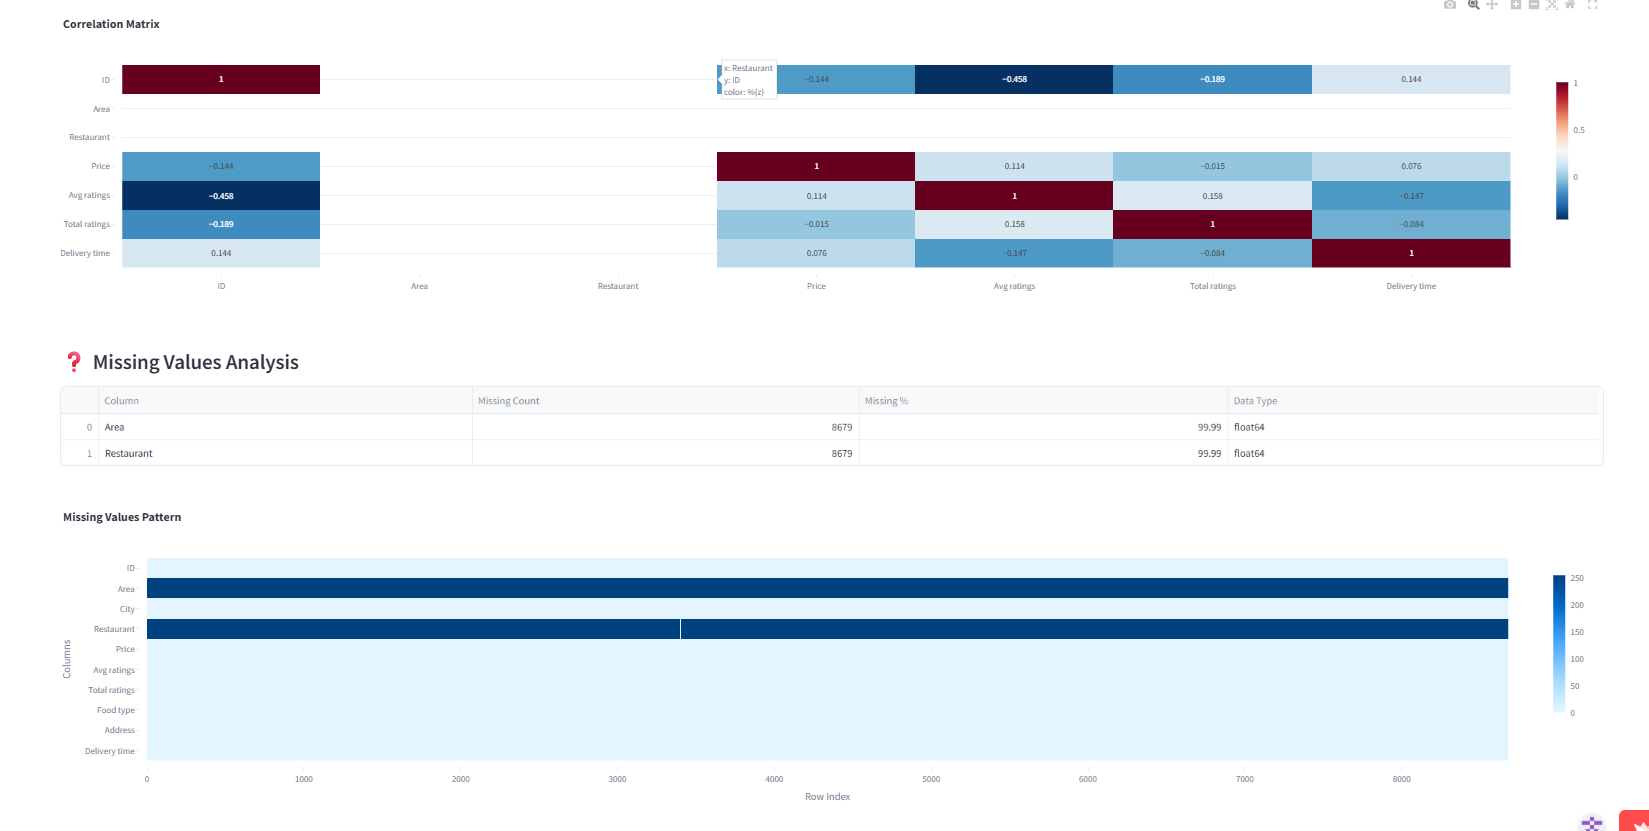 Correlation Matrix
ID
1
x: Restaurant
y: ID
color: %{z}
−0.144
−0.458
−0.189
0.144
Area
Restaurant
Price
−0.144
1
0.114
−0.015
0.076
Avg ratings
−0.458
0.114
1
0.158
−0.147
Total ratings
−0.189
−0.015
0.158
1
−0.084
Delivery time
0.144
0.076
−0.147
−0.084
1
ID
Area
Restaurant
Price
Avg ratings
Total ratings
Delivery time
1
0.5
0
❓ Missing Values Analysis
Column
Missing Count
Missing %
Data Type
0
Area
8679
99.99
float64
1
Restaurant
8679
99.99
float64
Missing Values Pattern
Columns
ID
Area
City
Restaurant
Price
Avg ratings
Total ratings
Food type
Address
Delivery time
0
1000
2000
3000
4000
5000
6000
7000
8000
Row Index
250
200
150
100
50
0